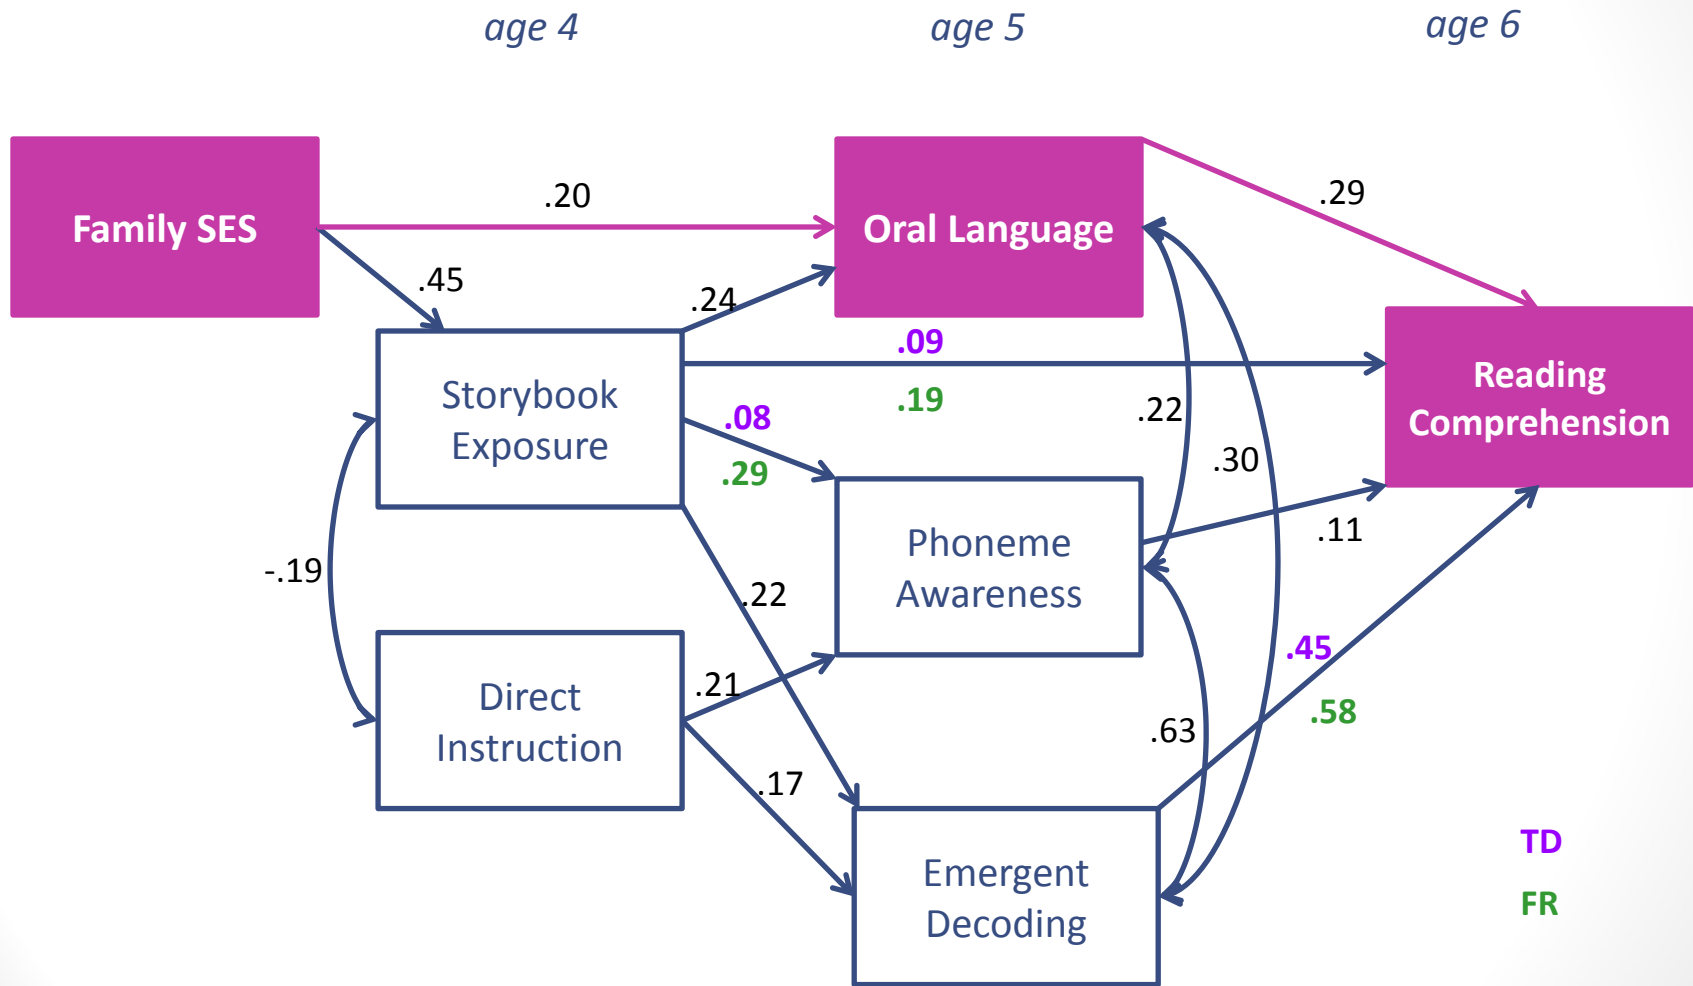 age 4
age 5
age 6
Family SES
.20
Oral Language
.29
.45
.24
.09
.19
Storybook
Exposure
.08
.29
.22
.30
Reading
Comprehension
Phoneme
Awareness
.11
-.19
.22
.21
Direct
Instruction
.17
.63
.45
.58
Emergent
Decoding
TD
FR